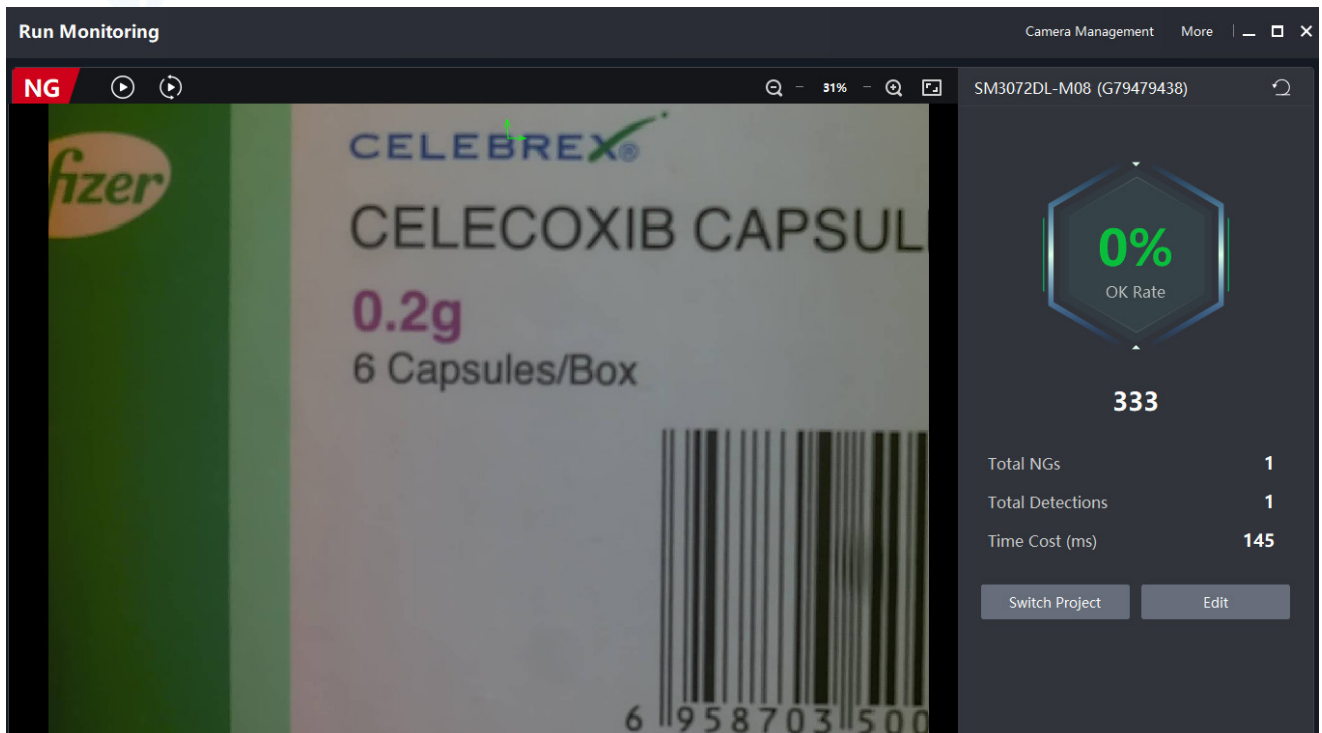 Run Monitoring
Camera Management
More
NG
31%
SM3072DL-M08 (G79479438)
fizer
CELEBREX®
CELECOXIB CAPSUL
0.2g
6 Capsules/Box
6 958703 500
0%
OK Rate
333
Total NGs 1
Total Detections 1
Time Cost (ms) 145
Switch Project
Edit